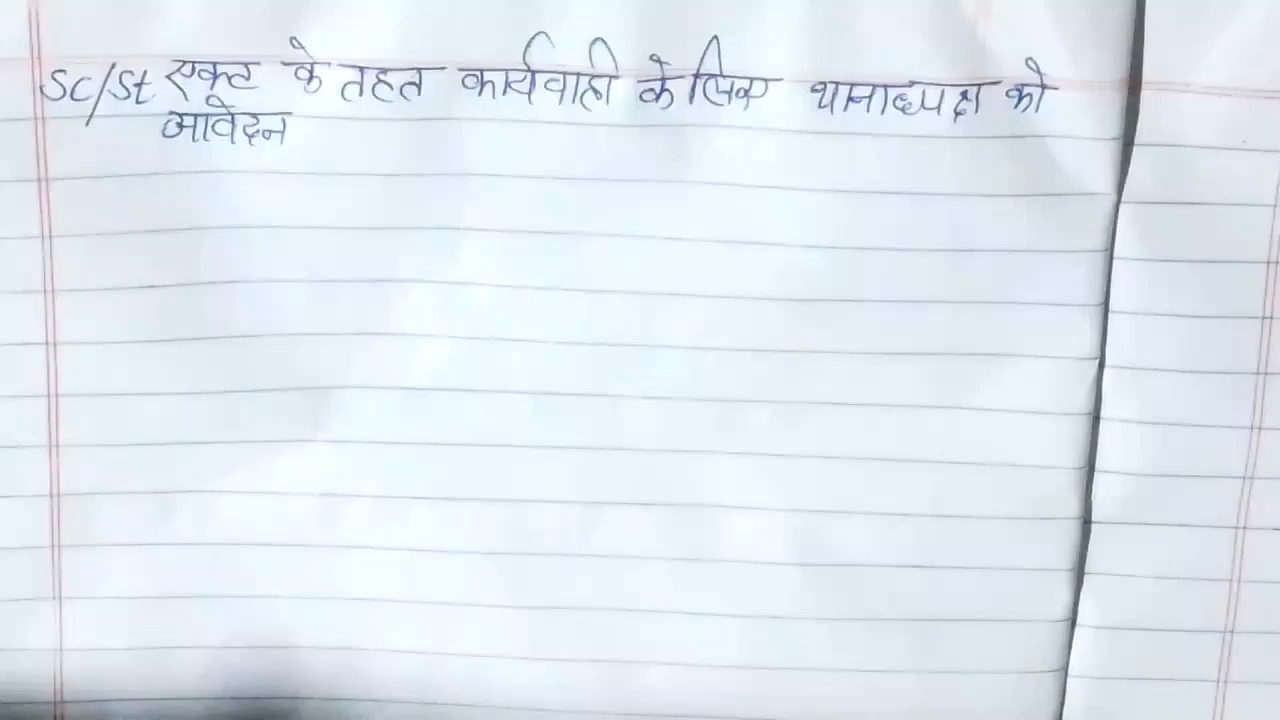 SC/St एक्ट के तहत कार्यवाही के लिए थानाध्यक्ष को
आवेदन